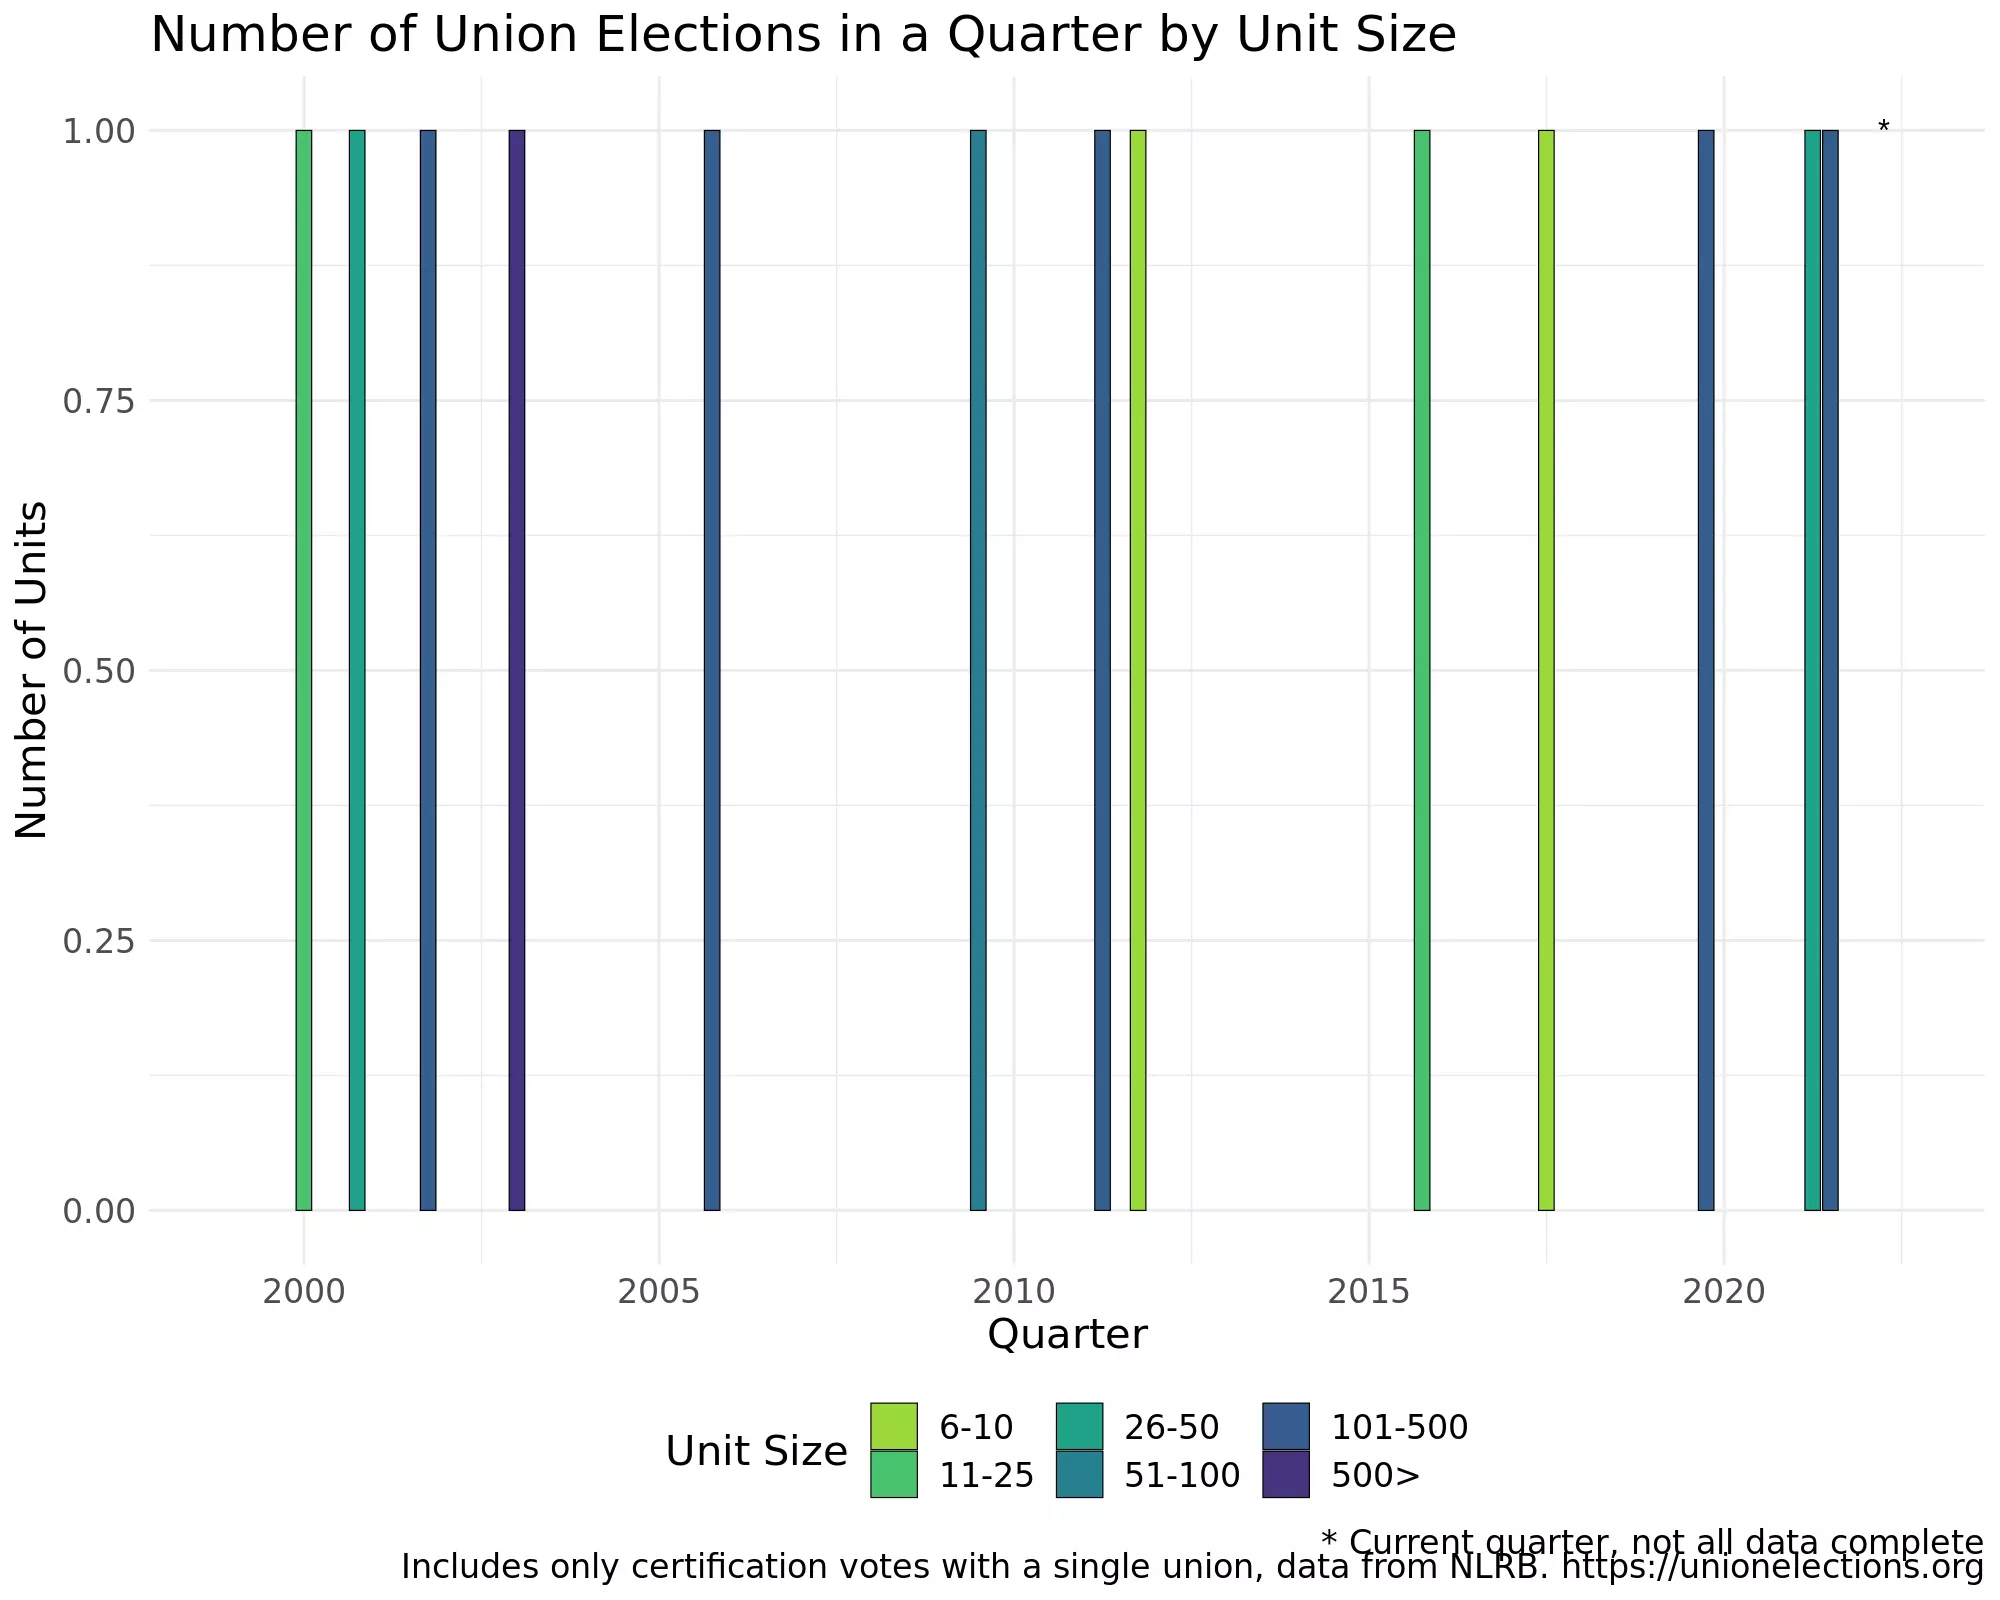 Number of Union Elections in a Quarter by Unit Size
Number of Units
1.00
0.75
0.50
0.25
0.00
*
2000 2005 2010 2015 2020
Quarter
Unit Size
6-10 26-50 101-500
11-25 51-100 500>
* Current quarter, not all data complete
Includes only certification votes with a single union, data from NLRB. https://unionelections.org